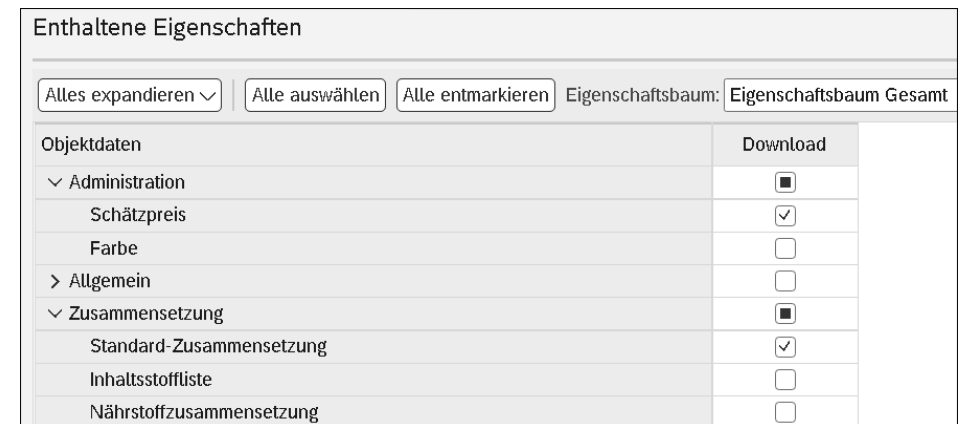 Enthaltene Eigenschaften
Alles expandieren Alle auswählen Alle entmarkieren Eigenschaftsbaum: Eigenschaftsbaum Gesamt
Objektdaten Download
Administration
Schätzpreis
Farbe
Allgemein
Zusammensetzung
Standard-Zusammensetzung
Inhaltsstoffliste
Nährstoffzusammensetzung